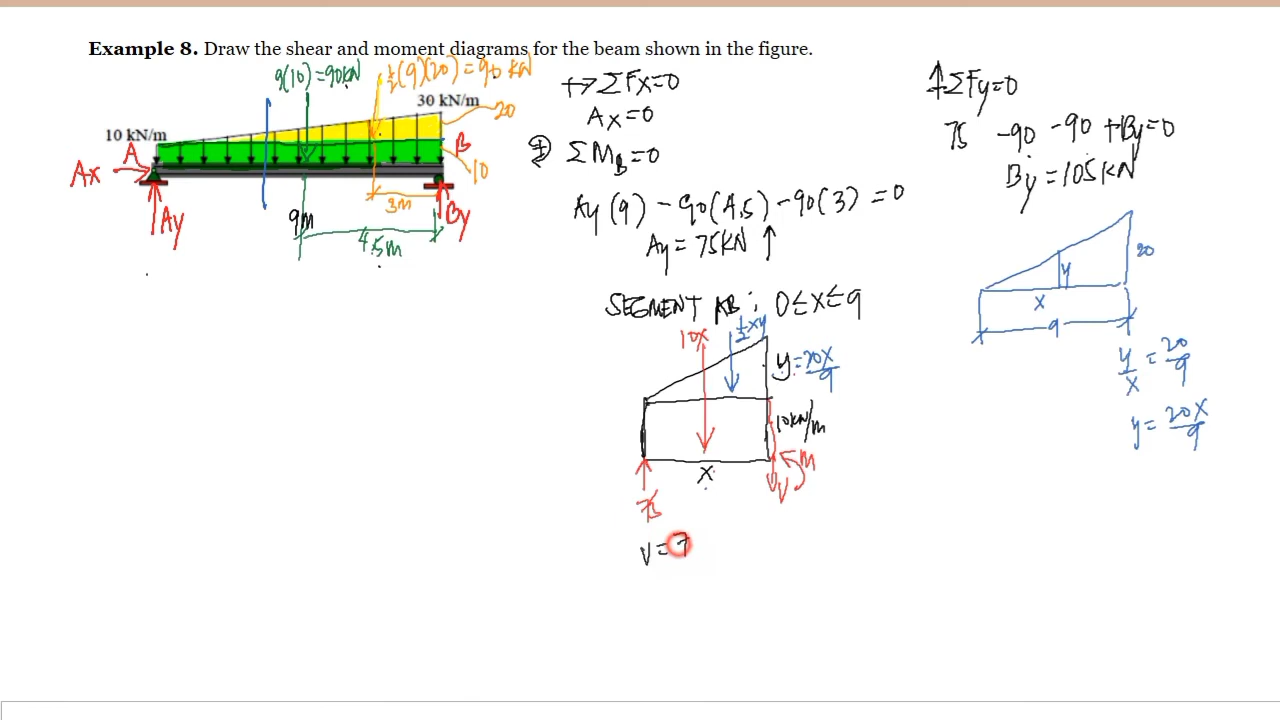 Example 8. Draw the shear and moment diagrams for the beam shown in the figure.
9(10)=90kN
½(9)(20)=90 kN
30 kN/m
20
10 kN/m
A
B
10
Ax
Ay
9m
3m
By
4.5m
+→ ΣFx=0
Ax=0
ΣMB=0
Ay(9) - 90(4.5) - 90(3) = 0
Ay = 75kN ↑
+↑ΣFy=0
75 -90 -90 +By=0
By=105kN
SEGMENT AB: 0≤x≤9
10x
½xy
y=20x/9
10kN/m
M
V
x
75
V=7
y
20
x
9
y/x = 20/9
y= 20x/9